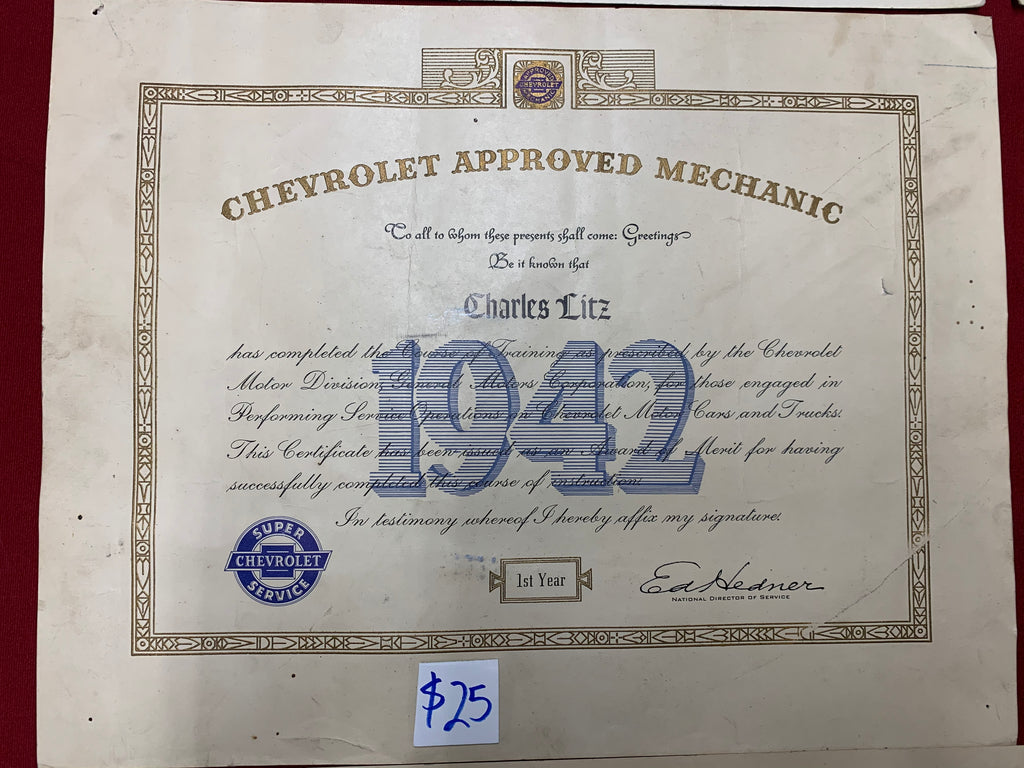 APPROVED
CHEVROLET
CHEVROLET APPROVED MECHANIC
To all to whom these presents shall come: Greetings
Be it known that
Charles Litz
1942
has completed the Course of Training as prescribed by the Chevrolet
Motor Division, General Motors Corporation, for those engaged in
Performing Service Operations on Chevrolet Motor Cars and Trucks.
This Certificate has been issued as an Award of Merit for having
successfully completed this course of instruction.
In testimony whereof I hereby affix my signature.
SUPER
CHEVROLET
SERVICE
1st Year
Ed Hedner
NATIONAL DIRECTOR OF SERVICE
$25